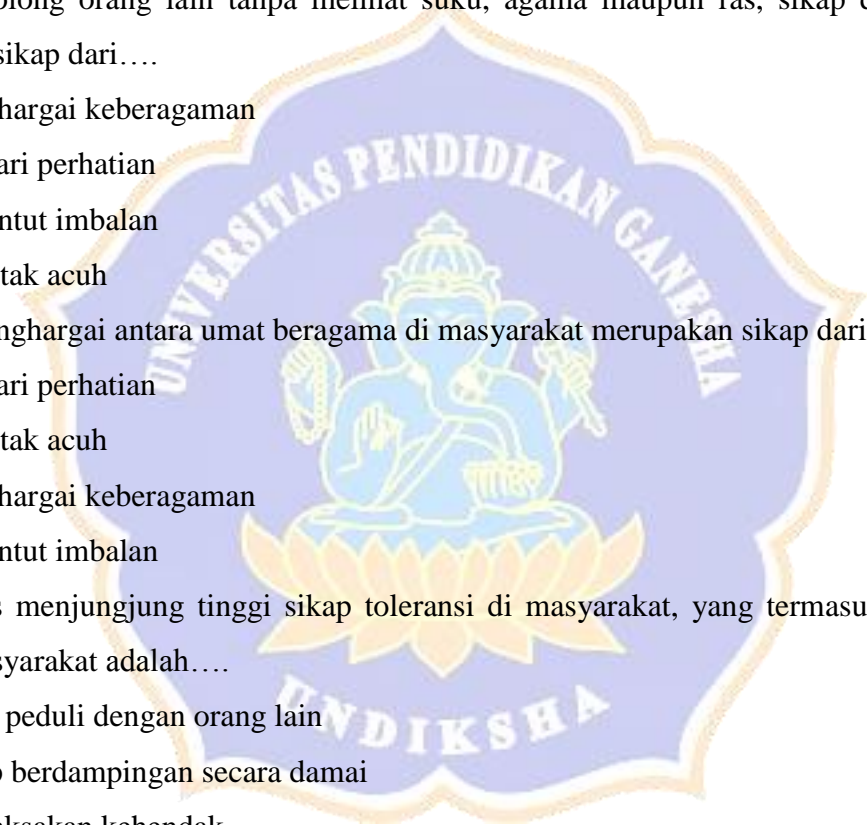 orang lain tanpa melihat suku, agama maupun ras, sikap
sikap dari….
hargai keberagaman
ari perhatian
ntut imbalan
tak acuh
nghargai antara umat beragama di masyarakat merupakan sikap dari
ari perhatian
tak acuh
hargai keberagaman
ntut imbalan
s menjungjung tinggi sikap toleransi di masyarakat, yang termasu
syarakat adalah….
peduli dengan orang lain
berdampingan secara damai
kehendak
UNIVERSITAS PENDIDIKAN GANESHA
UNDIKSHA